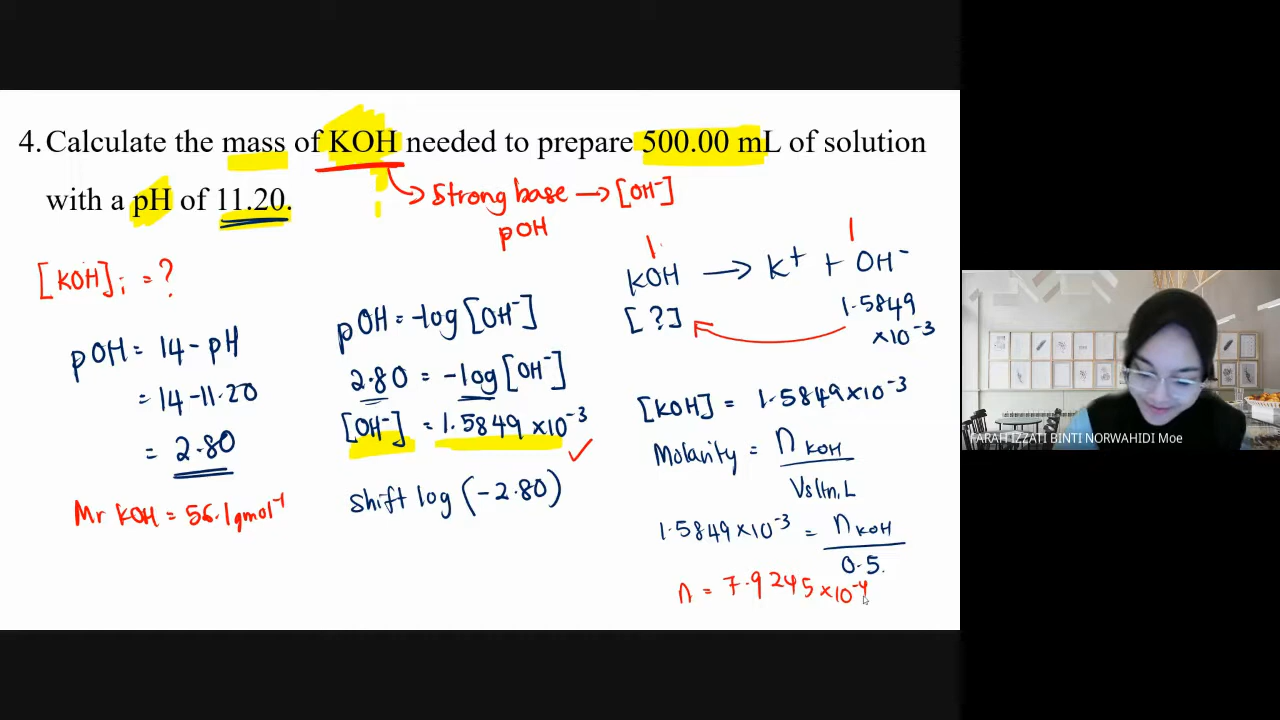 4. Calculate the mass of KOH needed to prepare 500.00 mL of solution
with a pH of 11.20.
Strong base → [OH⁻]
pOH
[KOH]i = ?
pOH = 14 - pH
= 14 - 11.20
= 2.80
Mr KOH = 56.1 gmol⁻¹
pOH = -log [OH⁻]
2.80 = -log [OH⁻]
[OH⁻] = 1.5849 × 10⁻³ ✓
shift log (-2.80)
1 1
KOH → K⁺ + OH⁻
[?] 1.5849
×10⁻³
[KOH] = 1.5849 × 10⁻³
Molarity = n KOH
Vsltn, L
1.5849 × 10⁻³ = n KOH
0.5.
n = 7.9245 × 10⁻⁴
FARAH IZZATI BINTI NORWAHIDI Moe